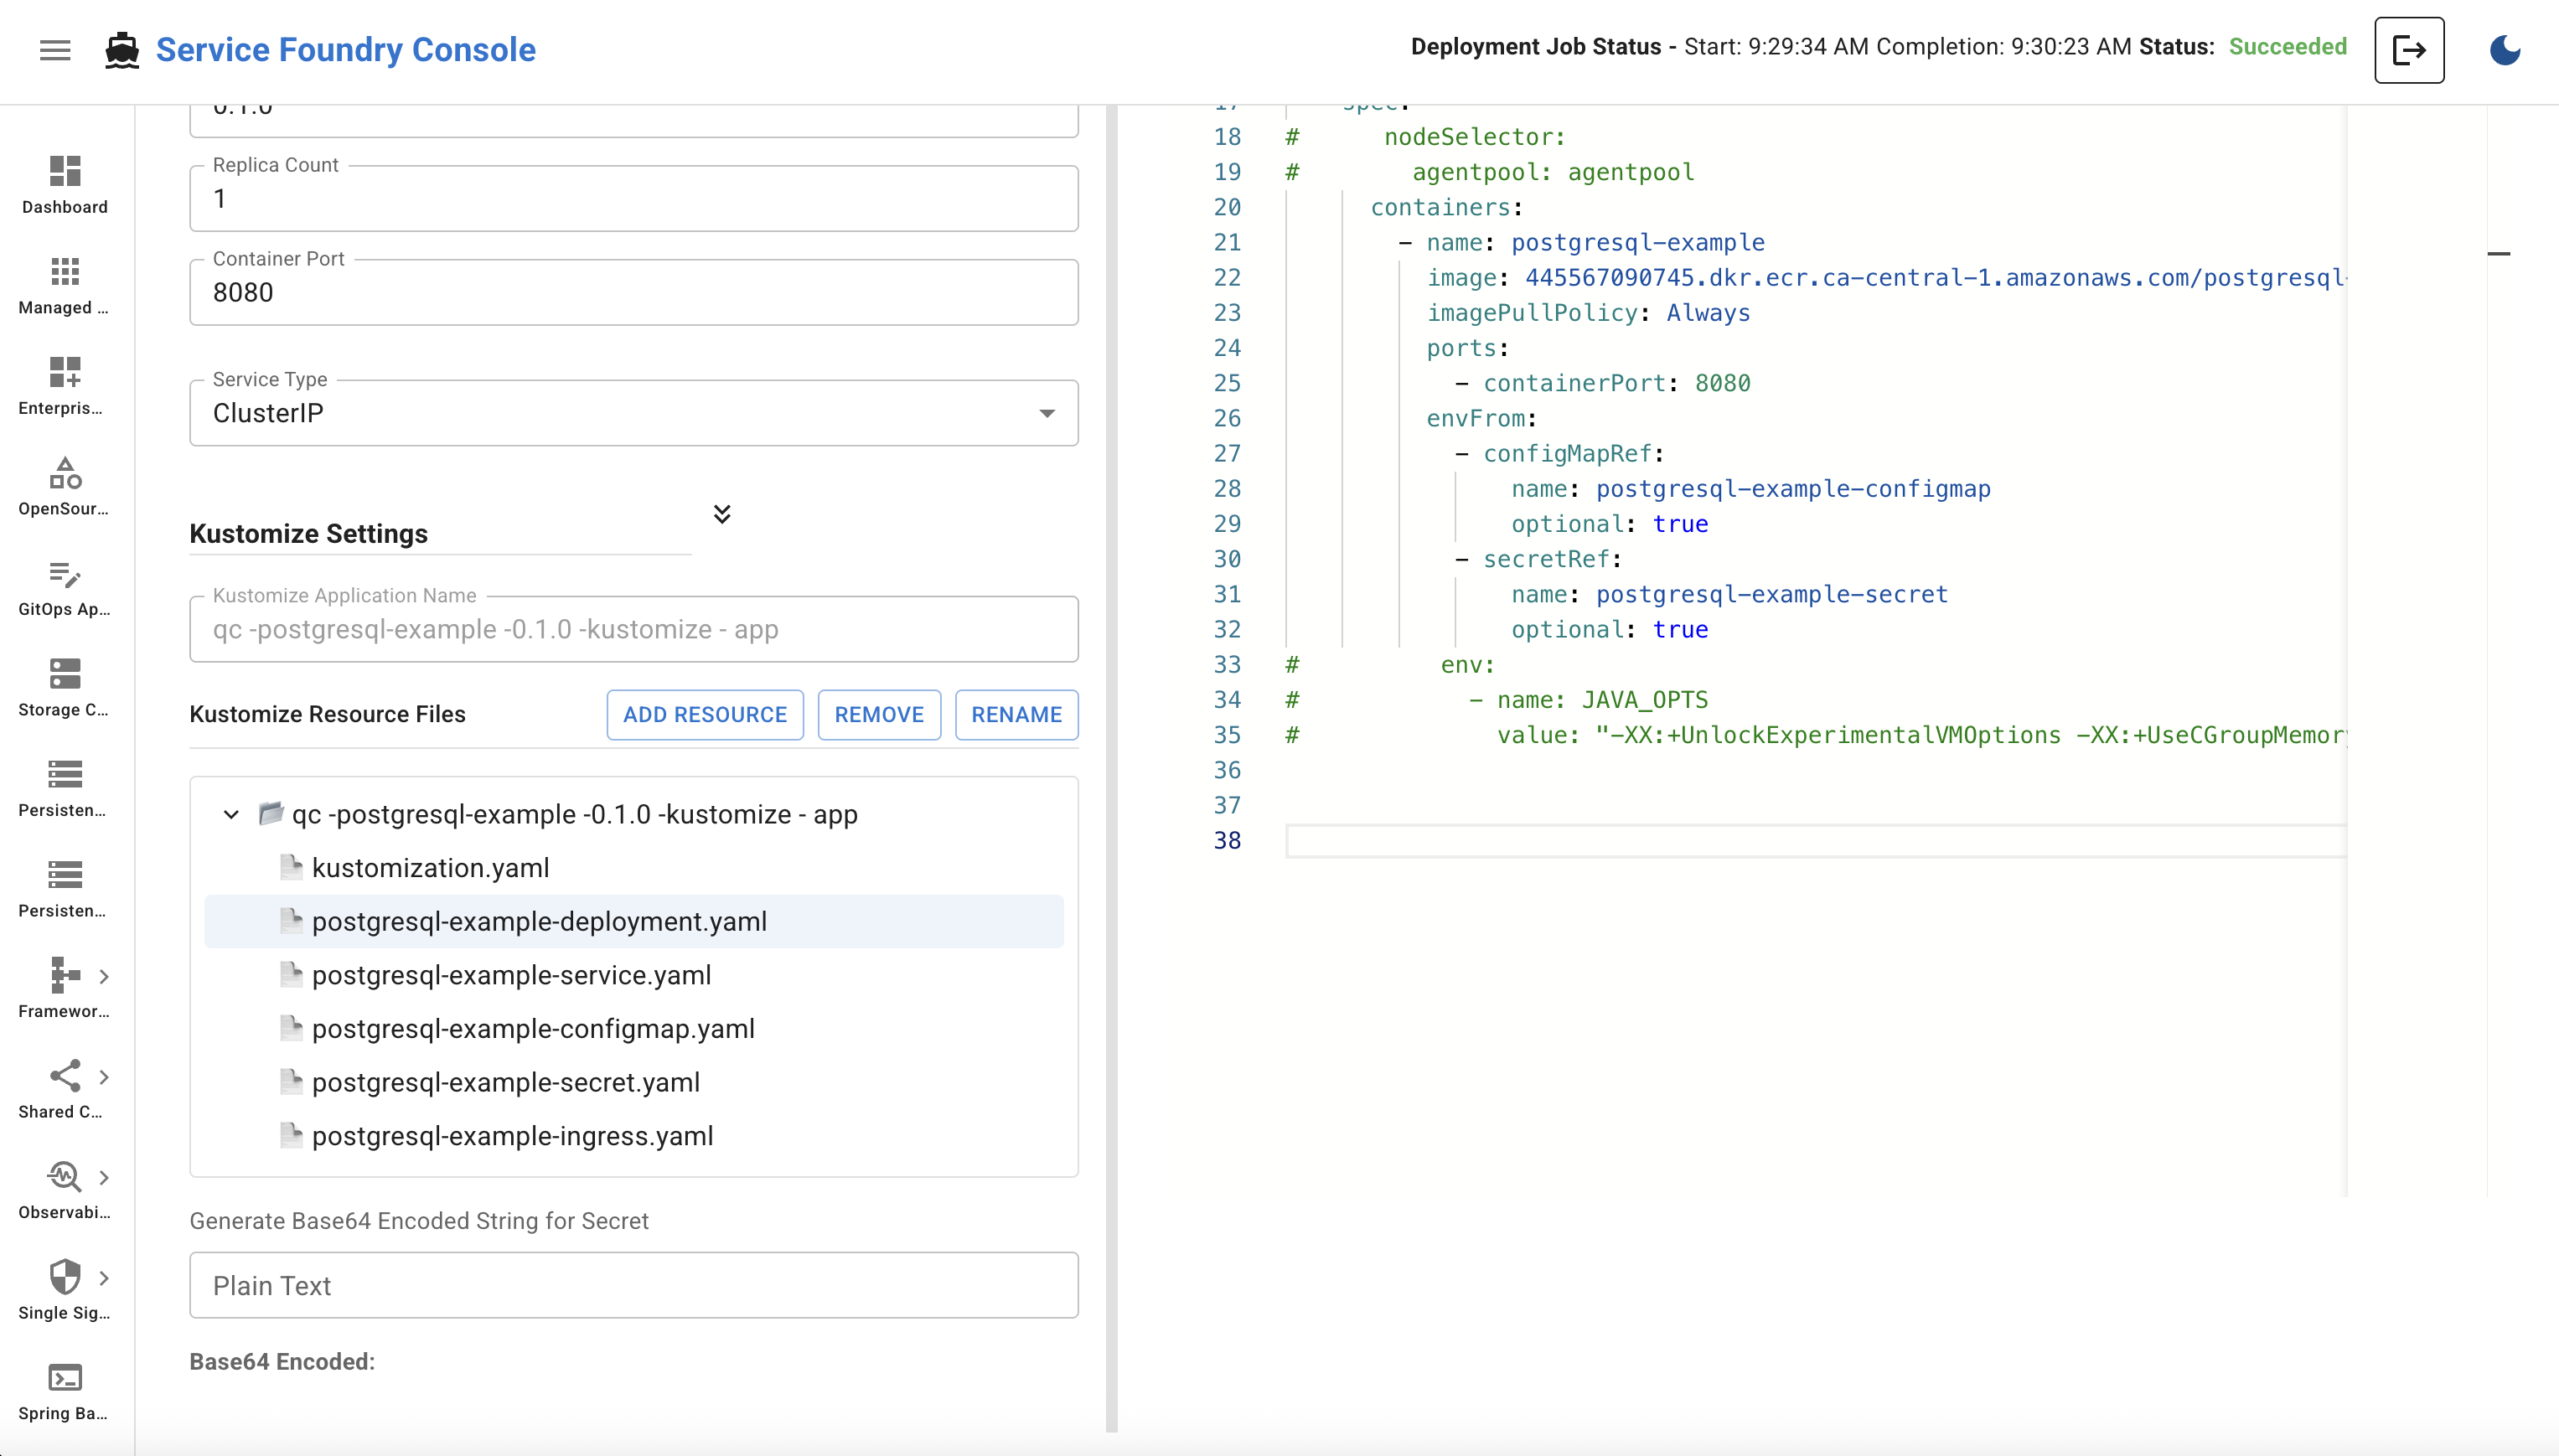 Service Foundry Console
Deployment Job Status - Start: 9:29:34 AM Completion: 9:30:23 AM Status: Succeeded
Dashboard
Managed ...
Enterpris...
OpenSour...
GitOps Ap...
Storage C...
Persisten...
Persisten...
Framewor...
Shared C...
Observabi...
Single Sig...
Spring Ba...
0.1.0
Replica Count
1
Container Port
8080
Service Type
ClusterIP
Kustomize Settings
Kustomize Application Name
qc -postgresql-example -0.1.0 -kustomize - app
Kustomize Resource Files
ADD RESOURCE
REMOVE
RENAME
qc -postgresql-example -0.1.0 -kustomize - app
kustomization.yaml
postgresql-example-deployment.yaml
postgresql-example-service.yaml
postgresql-example-configmap.yaml
postgresql-example-secret.yaml
postgresql-example-ingress.yaml
Generate Base64 Encoded String for Secret
Plain Text
Base64 Encoded:
17 spec:
18 # nodeSelector:
19 # agentpool: agentpool
20 containers:
21 - name: postgresql-example
22 image: 445567090745.dkr.ecr.ca-central-1.amazonaws.com/postgresql-
23 imagePullPolicy: Always
24 ports:
25 - containerPort: 8080
26 envFrom:
27 - configMapRef:
28 name: postgresql-example-configmap
29 optional: true
30 - secretRef:
31 name: postgresql-example-secret
32 optional: true
33 # env:
34 # - name: JAVA_OPTS
35 # value: "-XX:+UnlockExperimentalVMOptions -XX:+UseCGroupMemory
36
37
38